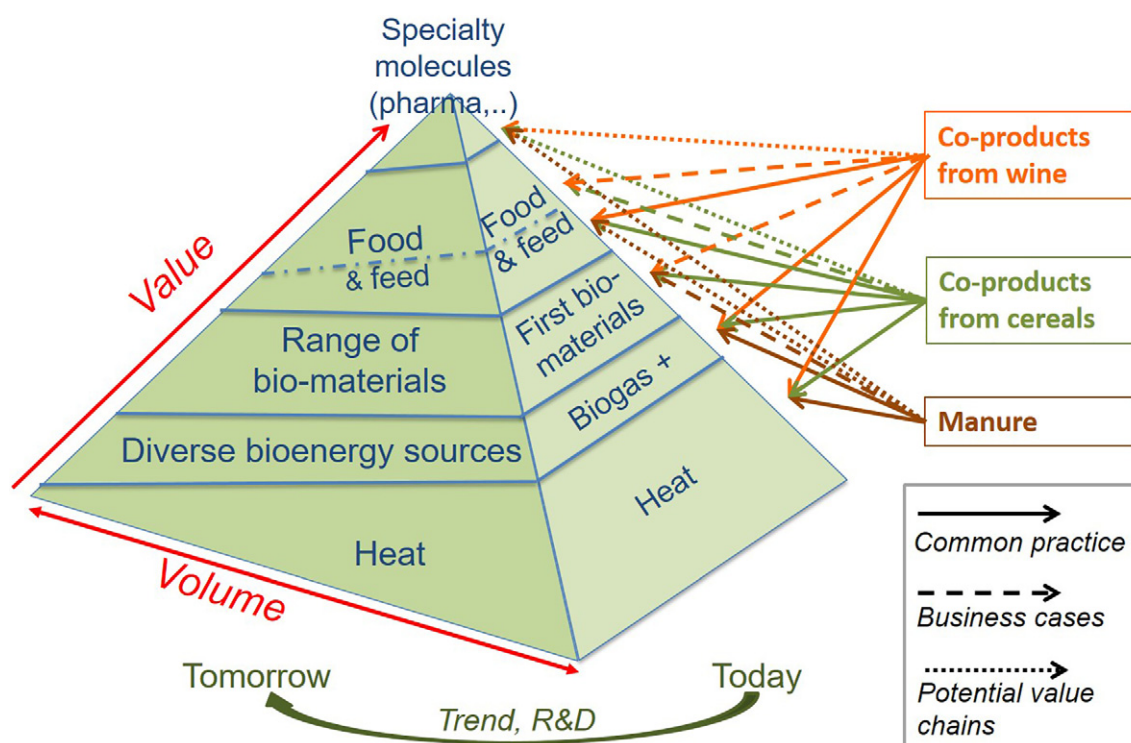 Specialty
molecules
(pharma,..)
Value
Food
& feed
Food
& feed
Range of
bio-materials
First bio-
materials
Diverse bioenergy sources
Biogas +
Heat
Heat
Volume
Tomorrow
Today
Trend, R&D
Co-products
from wine
Co-products
from cereals
Manure
Common practice
Business cases
Potential value
chains